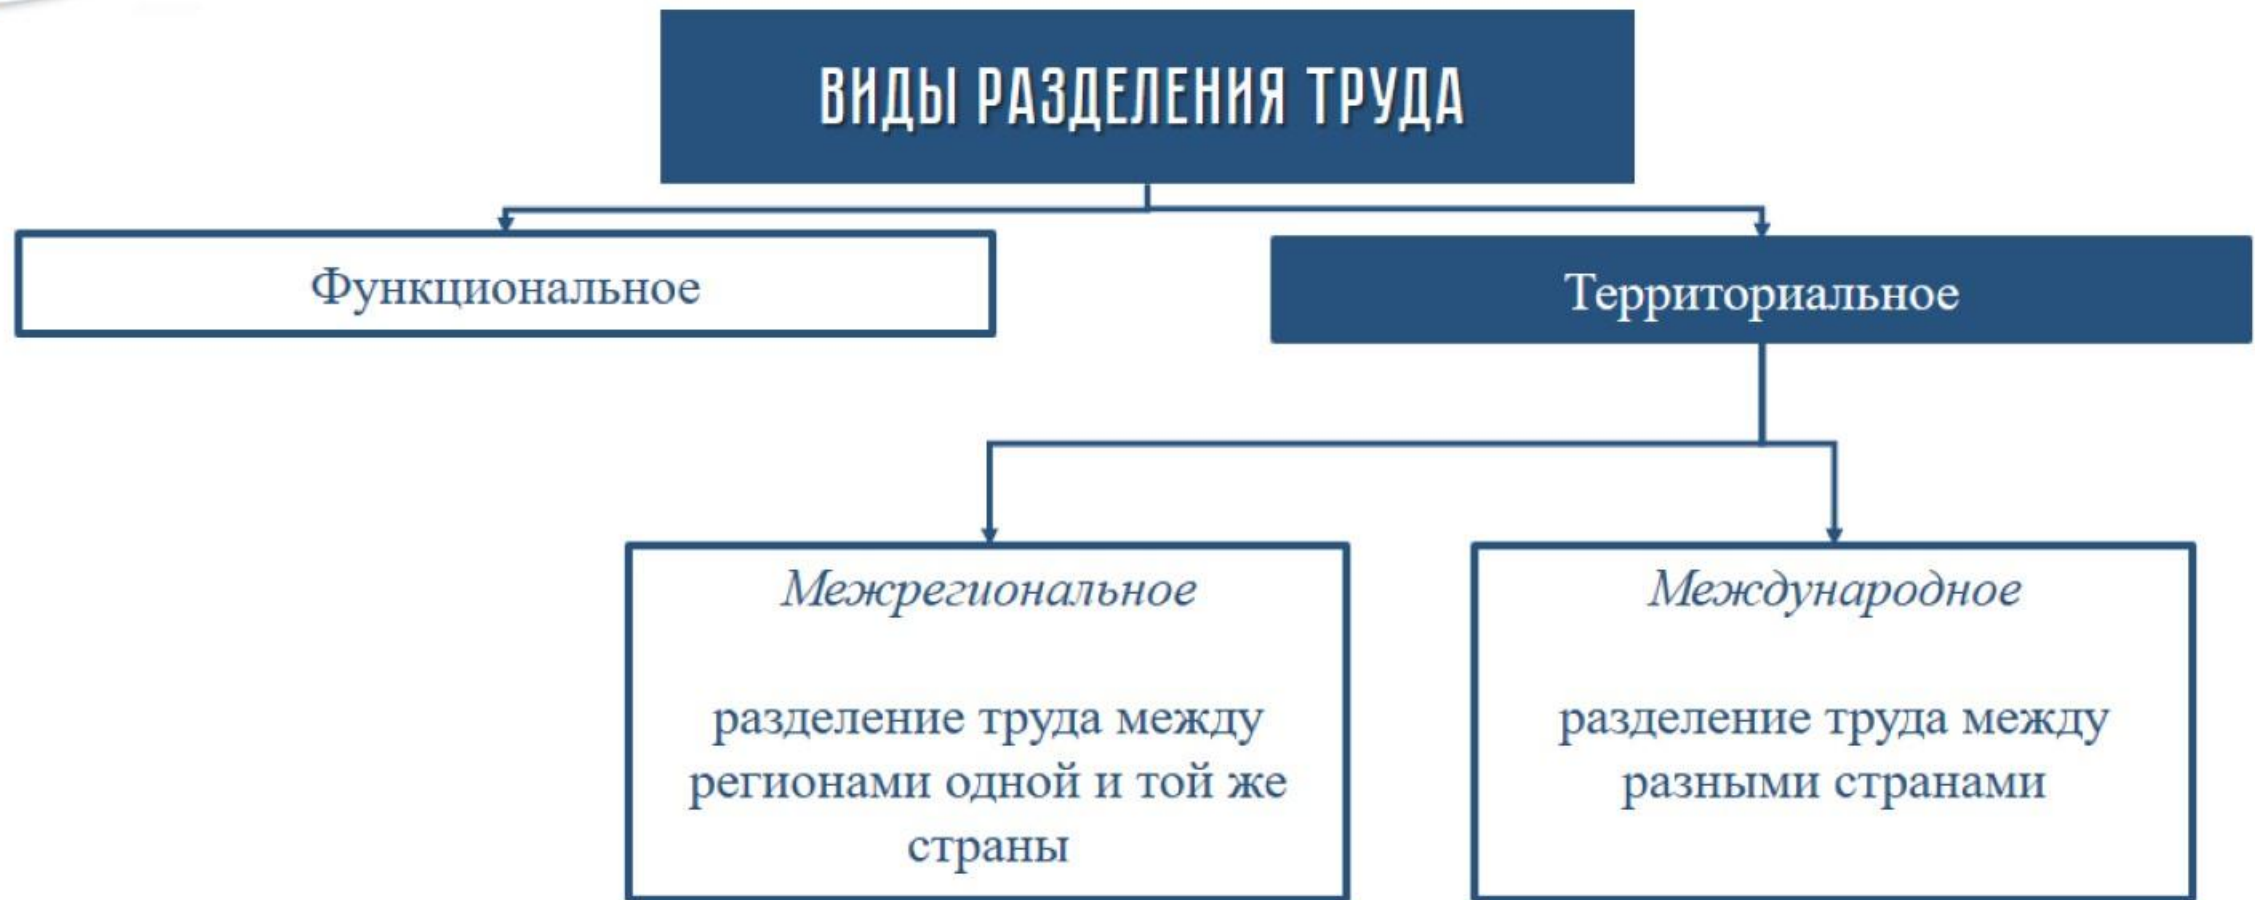 ВИДЫ РАЗДЕЛЕНИЯ ТРУДА
Функциональное
Территориальное
Межрегиональное
разделение труда между
регионами одной и той же
страны
Международное
разделение труда между
разными странами